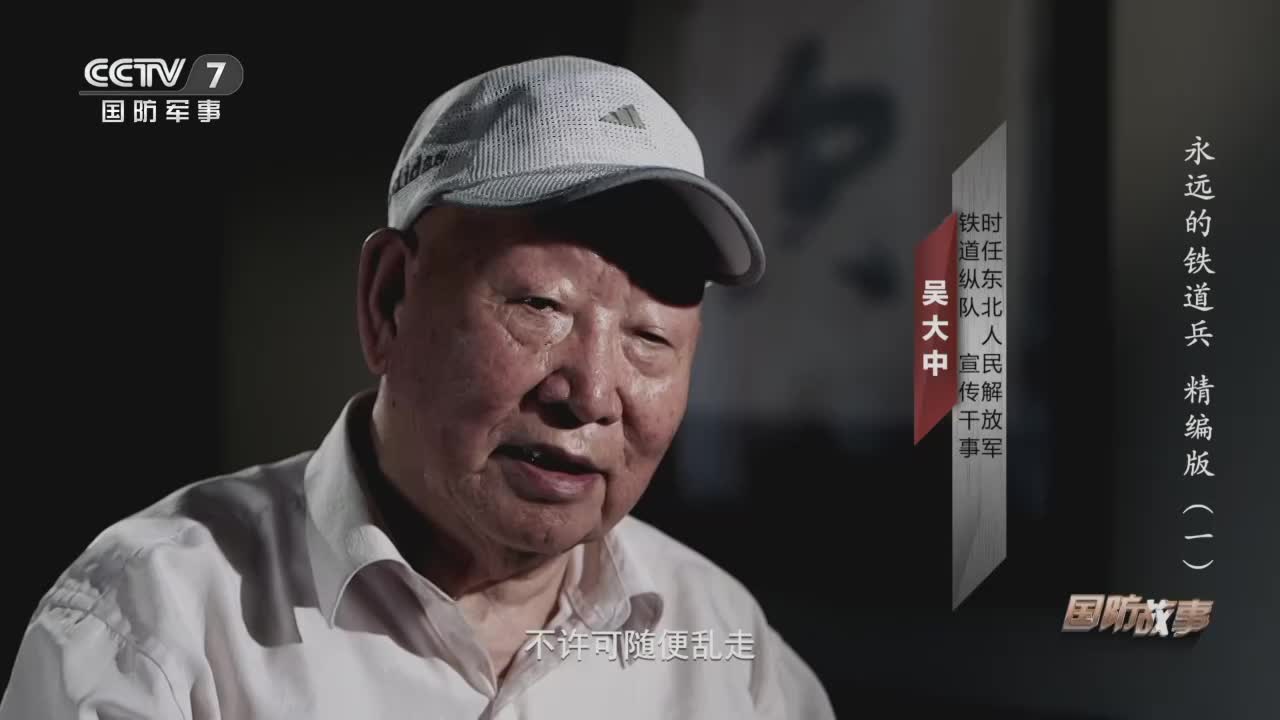 CCTV 7
国防军事
永远的铁道兵 精编版（一）
时任东北人民解放军
铁道纵队 宣传干事
吴大中
不许可随便乱走
国防故事